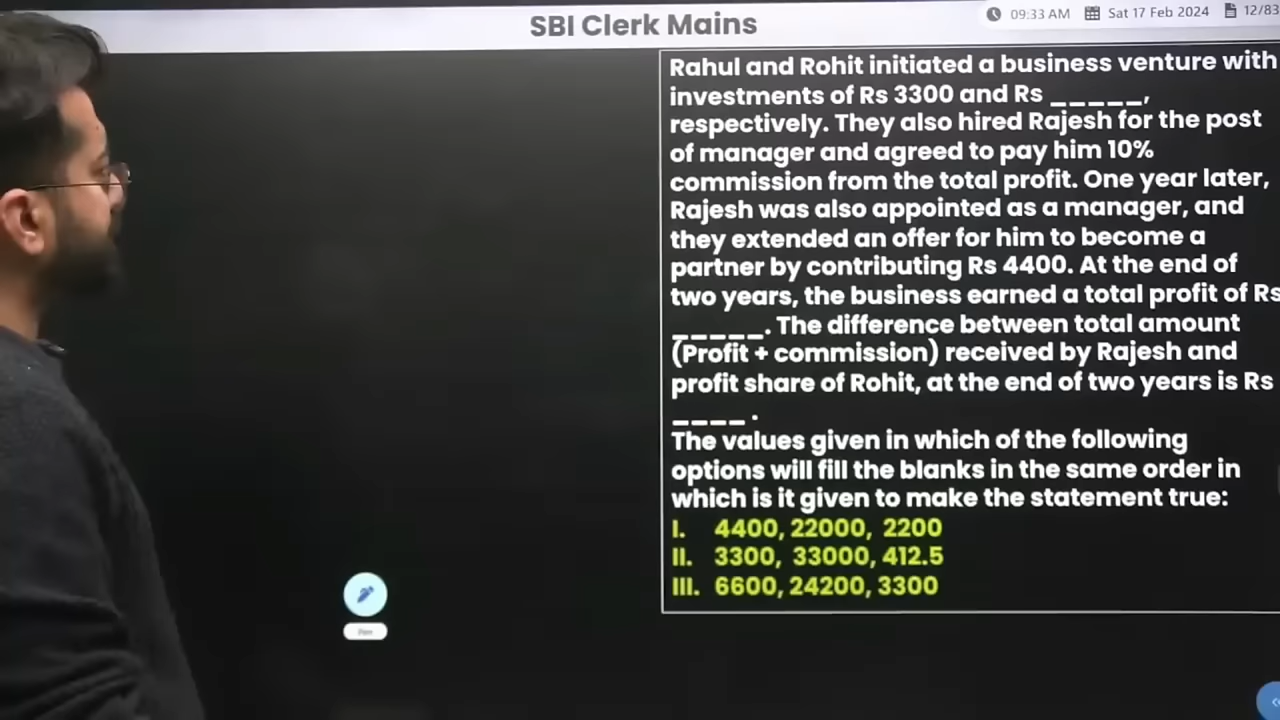 SBI Clerk Mains
09:33 AM Sat 17 Feb 2024 12/83
Rahul and Rohit initiated a business venture with
investments of Rs 3300 and Rs _____,
respectively. They also hired Rajesh for the post
of manager and agreed to pay him 10%
commission from the total profit. One year later,
Rajesh was also appointed as a manager, and
they extended an offer for him to become a
partner by contributing Rs 4400. At the end of
two years, the business earned a total profit of Rs
_____. The difference between total amount
(Profit + commission) received by Rajesh and
profit share of Rohit, at the end of two years is Rs
____.
The values given in which of the following
options will fill the blanks in the same order in
which is it given to make the statement true:
I. 4400, 22000, 2200
II. 3300, 33000, 412.5
III. 6600, 24200, 3300
Pen